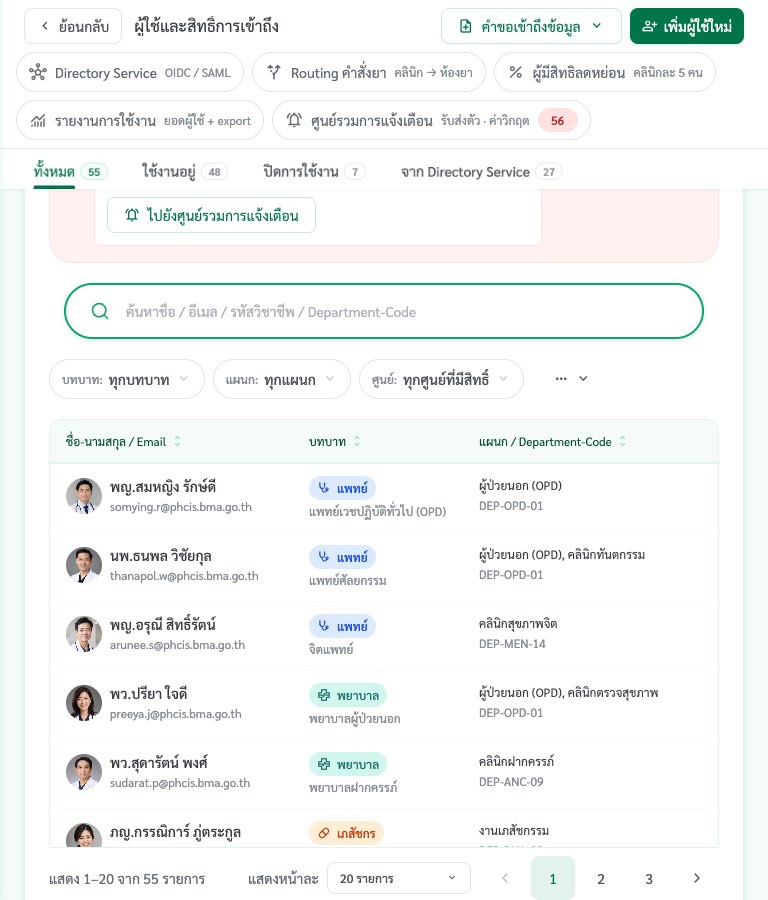 ย้อนกลับ ผู้ใช้และสิทธิ์การเข้าถึง คำขอเข้าถึงข้อมูล เพิ่มผู้ใช้ใหม่
Directory Service OIDC / SAML Routing คำสั่งยา คลินิก → ห้องยา % ผู้มีสิทธิลดหย่อน คลินิกละ 5 คน
รายงานการใช้งาน ยอดผู้ใช้ + export ศูนย์รวมการแจ้งเตือน รับส่งตัว · ค่าวิกฤต 56
ทั้งหมด 55 ใช้งานอยู่ 48 ปิดการใช้งาน 7 จาก Directory Service 27
ไปยังศูนย์รวมการแจ้งเตือน
ค้นหาชื่อ / อีเมล / รหัสวิชาชีพ / Department-Code
บทบาท: ทุกบทบาท แผนก: ทุกแผนก ศูนย์: ทุกศูนย์ที่มีสิทธิ์ ...
ชื่อ-นามสกุล / Email บทบาท แผนก / Department-Code
พญ.สมหญิง รักษ์ดี แพทย์ ผู้ป่วยนอก (OPD)
somying.r@phcis.bma.go.th แพทย์เวชปฏิบัติทั่วไป (OPD) DEP-OPD-01
นพ.ธนพล วิชัยกุล แพทย์ ผู้ป่วยนอก (OPD), คลินิกทันตกรรม
thanapol.w@phcis.bma.go.th แพทย์ศัลยกรรม DEP-OPD-01
พญ.อรุณี สิทธิ์รัตน์ แพทย์ คลินิกสุขภาพจิต
arunee.s@phcis.bma.go.th จิตแพทย์ DEP-MEN-14
พว.ปรียา ใจดี พยาบาล ผู้ป่วยนอก (OPD), คลินิกตรวจสุขภาพ
preeya.j@phcis.bma.go.th พยาบาลผู้ป่วยนอก DEP-OPD-01
พว.สุดารัตน์ พงศ์ พยาบาล คลินิกฝากครรภ์
sudarat.p@phcis.bma.go.th พยาบาลฝากครรภ์ DEP-ANC-09
ภญ.กรรณิการ์ ภู่ตระกูล เภสัชกร งานเภสัชกรรม
แสดง 1–20 จาก 55 รายการ แสดงหน้าละ 20 รายการ 1 2 3